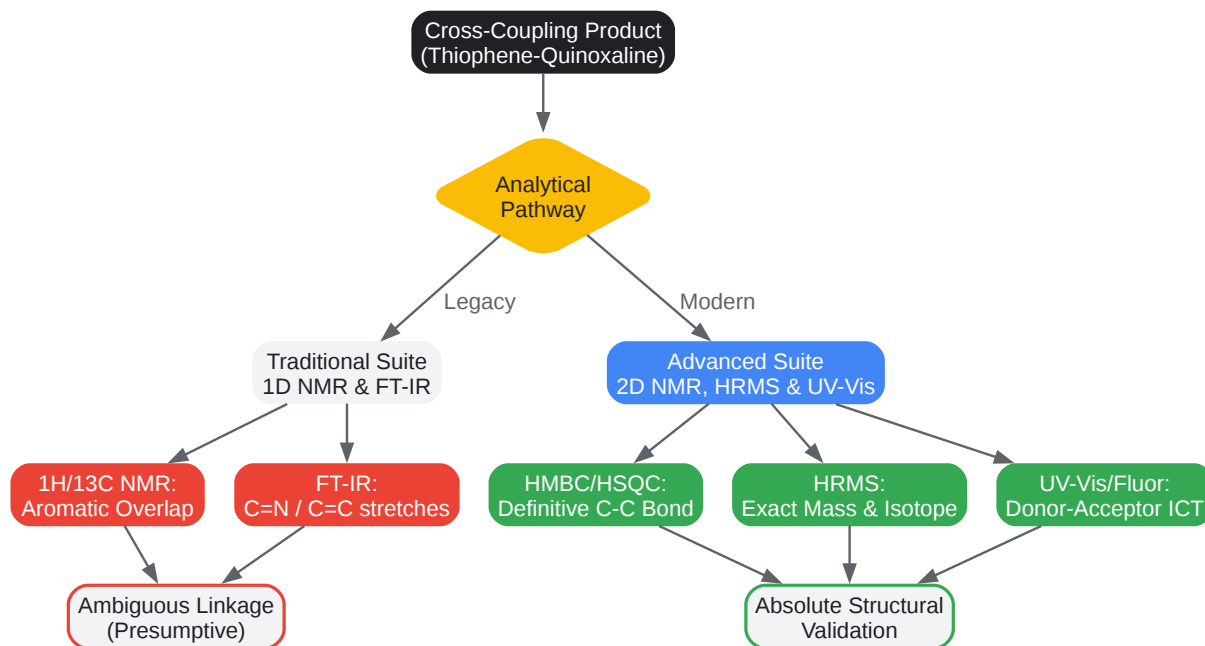 Cross-Coupling Product
(Thiophene-Quinoxaline)
Analytical
Pathway
Legacy
Modern
Traditional Suite
1D NMR & FT-IR
Advanced Suite
2D NMR, HRMS & UV-Vis
1H/13C NMR:
Aromatic Overlap
FT-IR:
C=N / C=C stretches
HMBC/HSQC:
Definitive C-C Bond
HRMS:
Exact Mass & Isotope
UV-Vis/Fluor:
Donor-Acceptor ICT
Ambiguous Linkage
(Presumptive)
Absolute Structural
Validation